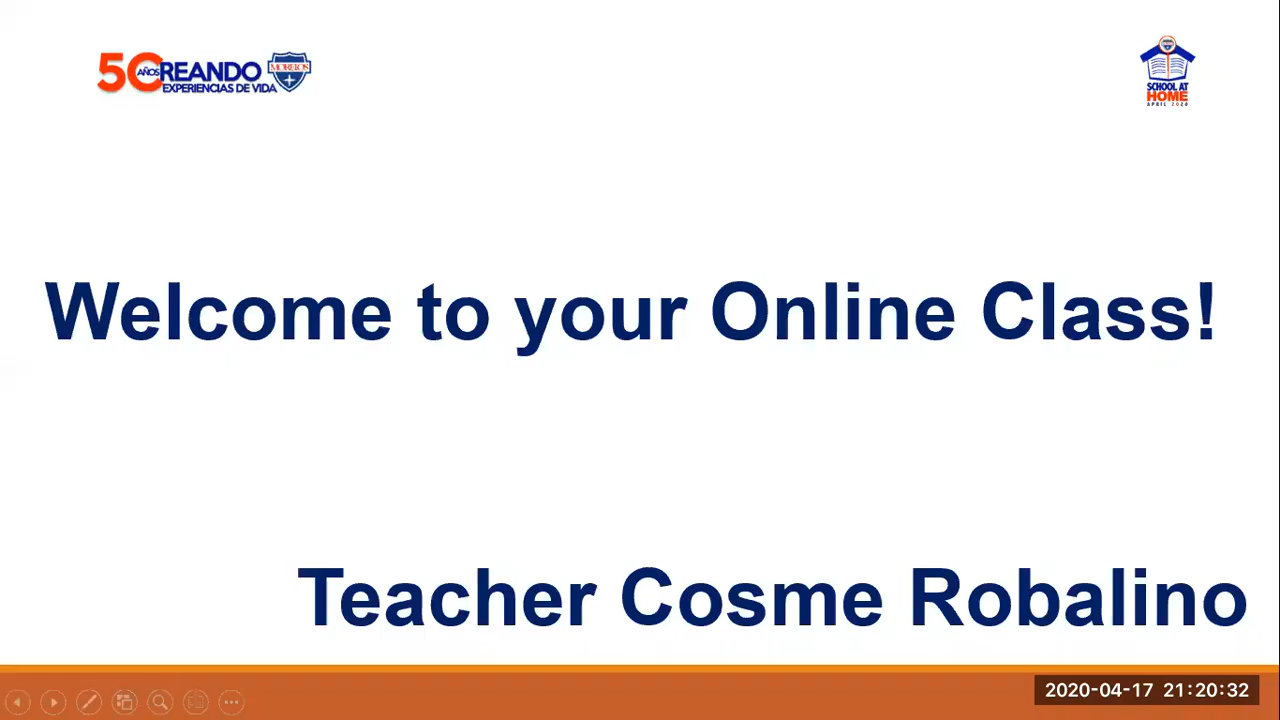 50 AÑOS CREANDO
EXPERIENCIAS DE VIDA
MORELOS
SCHOOL AT
HOME
APRIL 2020
Welcome to your Online Class!
Teacher Cosme Robalino
2020-04-17 21:20:32